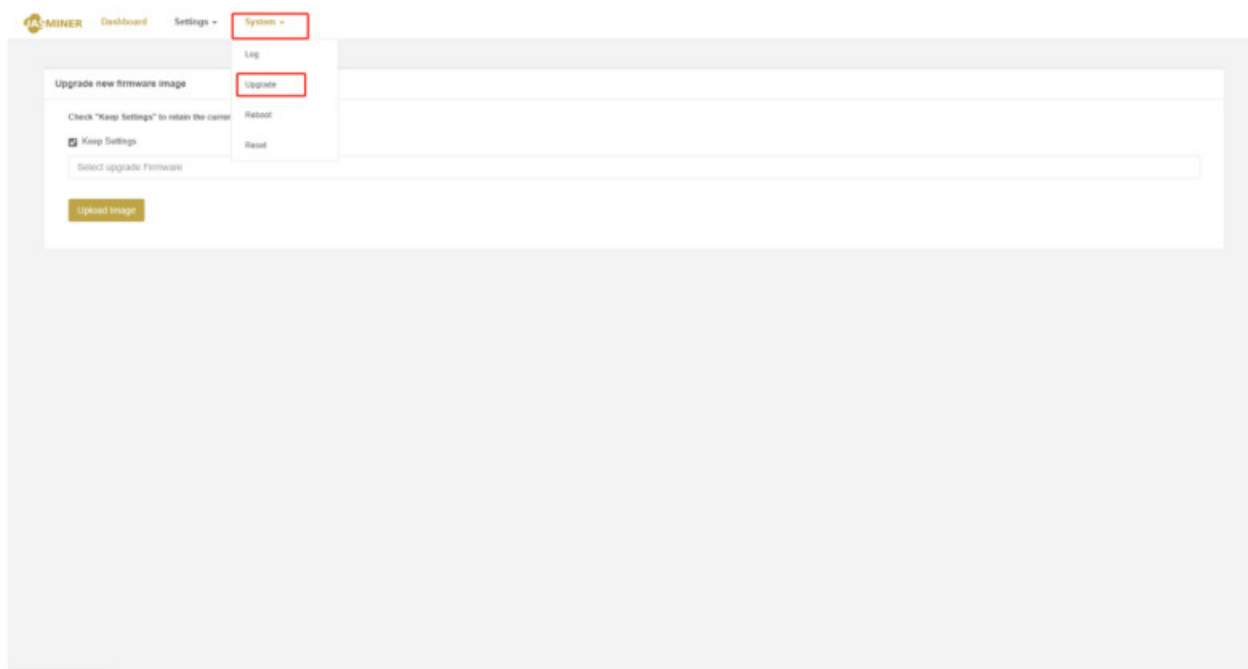 JASMINER Dashboard Settings System
Log
Upgrade
Reboot
Reset
Upgrade new firmware image
Check "Keep Settings" to retain the curren
Keep Settings
Select upgrade Firmware
Upload Image